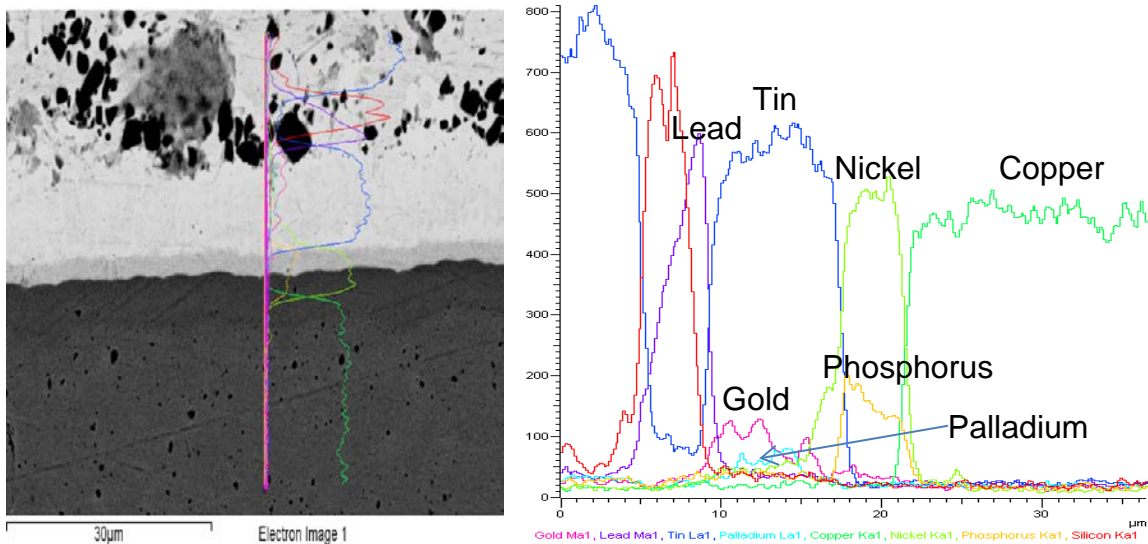 30μm
Electron Image 1
800
700
600
500
400
300
200
100
0
Lead
Tin
Nickel
Copper
Gold
Phosphorus
Palladium
0
10
20
30
μm
Gold Ma1, Lead Ma1, Tin La1, Palladium La1, Copper Ka1, Nickel Ka1, Phosphorus Ka1, Silicon Ka1